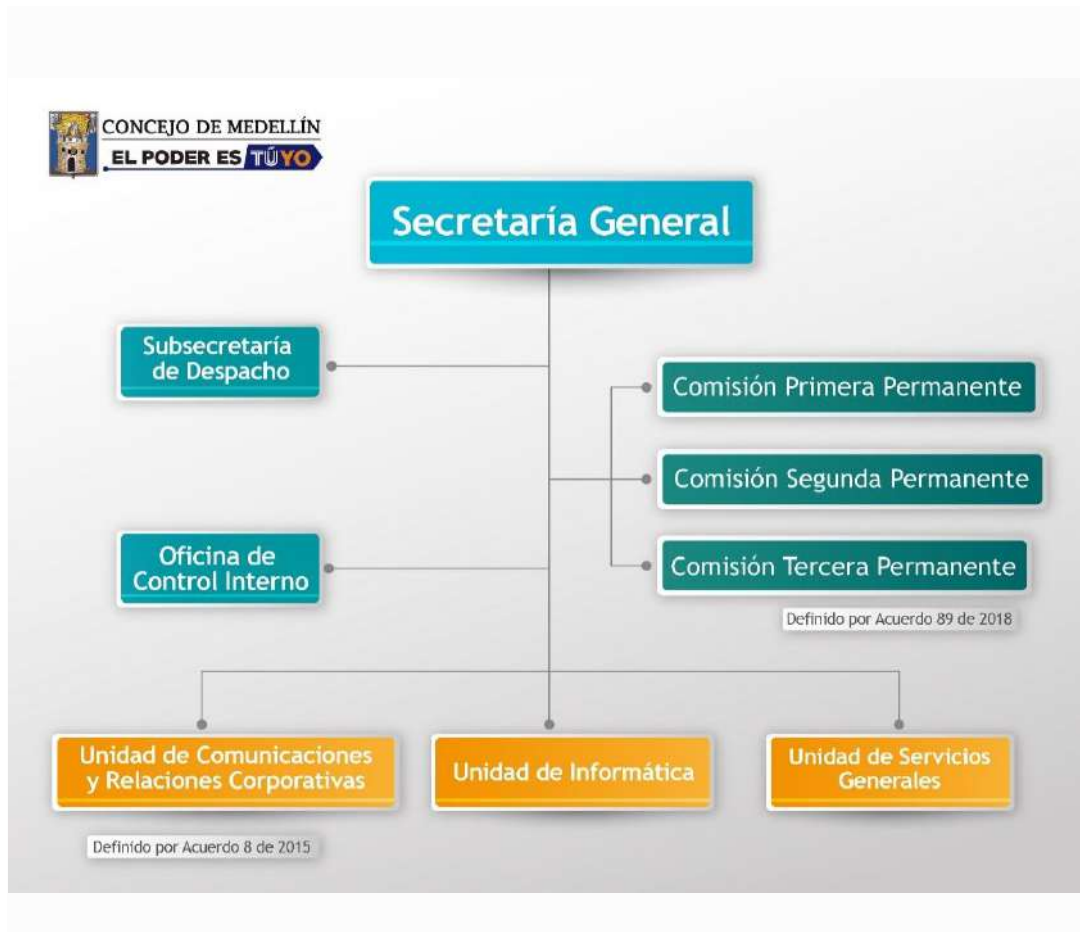 CONCEJO DE MEDELLÍN
EL PODER ES TÚYO
Secretaría General
Subsecretaría
de Despacho
Comisión Primera Permanente
Comisión Segunda Permanente
Oficina de
Control Interno
Comisión Tercera Permanente
Definido por Acuerdo 89 de 2018
Unidad de Comunicaciones
y Relaciones Corporativas
Unidad de Informática
Unidad de Servicios
Generales
Definido por Acuerdo 8 de 2015